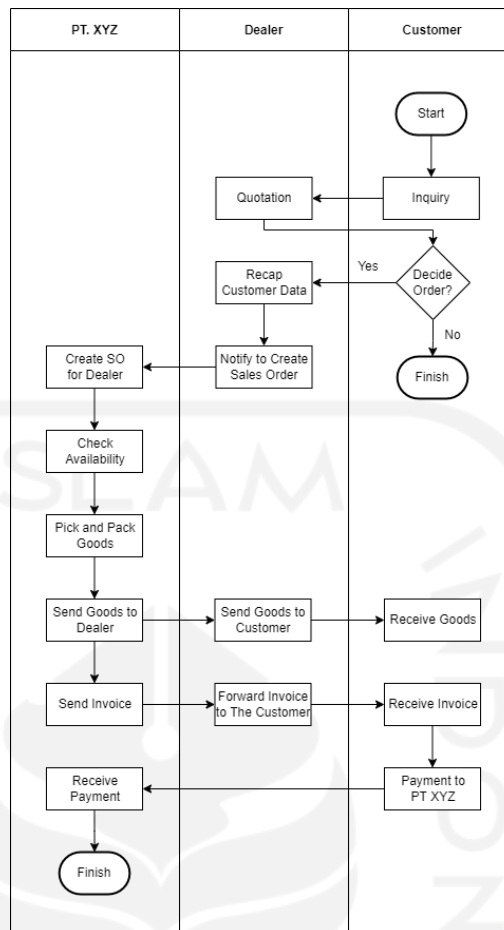 PT. XYZ
Dealer
Customer
Start
Quotation
Inquiry
Yes
Decide
Order?
Recap
Customer Data
No
Create SO
for Dealer
Notify to Create
Sales Order
Finish
Check
Availability
Pick and Pack
Goods
Send Goods to
Dealer
Send Goods to
Customer
Receive Goods
Send Invoice
Forward Invoice
to The Customer
Receive Invoice
Receive
Payment
Payment to
PT XYZ
Finish
SLAM